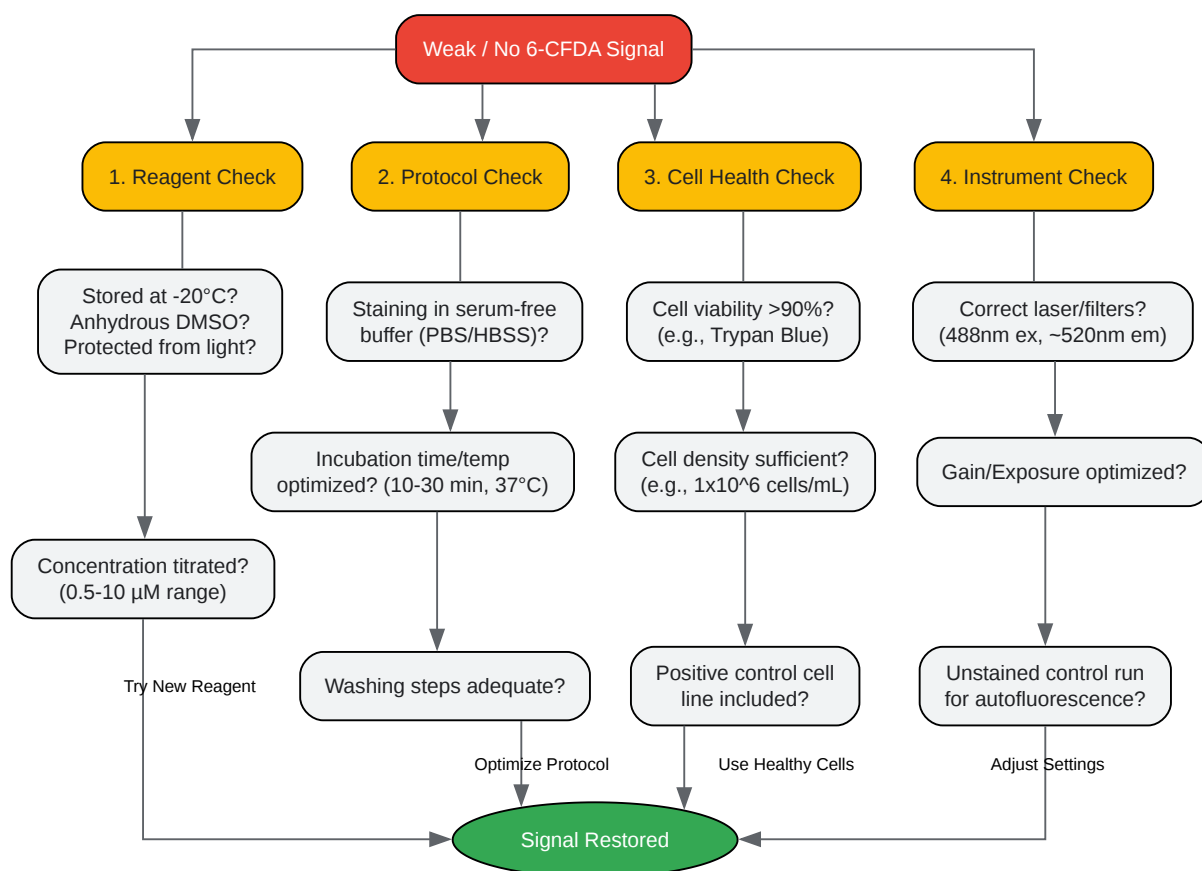 Weak / No 6-CFDA Signal
1. Reagent Check
2. Protocol Check
3. Cell Health Check
4. Instrument Check
Stored at -20°C?
Anhydrous DMSO?
Protected from light?
Staining in serum-free
buffer (PBS/HBSS)?
Cell viability >90%?
(e.g., Trypan Blue)
Correct laser/filters?
(488nm ex, ~520nm em)
Incubation time/temp
optimized? (10-30 min, 37°C)
Cell density sufficient?
(e.g., 1x10^6 cells/mL)
Gain/Exposure optimized?
Concentration titrated?
(0.5-10 µM range)
Washing steps adequate?
Positive control cell
line included?
Unstained control run
for autofluorescence?
Try New Reagent
Optimize Protocol
Use Healthy Cells
Adjust Settings
Signal Restored